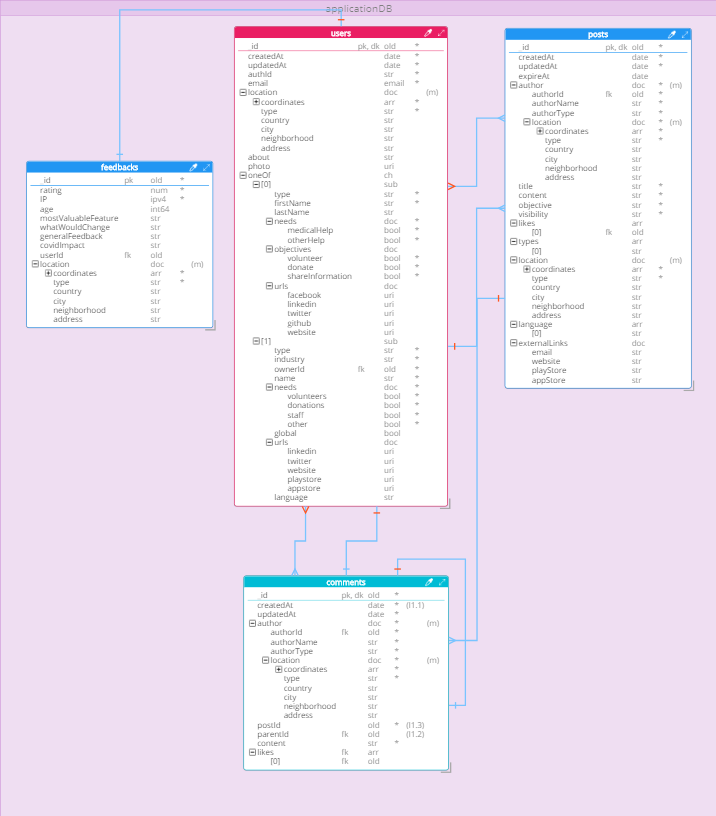 applicationDB
users
_id pk, dk old *
createdAt date *
updatedAt date *
authId str *
email email *
location doc (m)
coordinates arr *
type str *
country str
city str
neighborhood str
address str
about str
photo uri
oneOf ch
[0] sub
type str *
firstName str *
lastName str
needs doc *
medicalHelp bool *
otherHelp bool *
objectives doc *
volunteer bool *
donate bool *
shareInformation bool *
urls doc
facebook uri
linkedin uri
twitter uri
github uri
website uri
[1] sub
type str *
industry str *
ownerId fk old *
name str *
needs doc *
volunteers bool *
donations bool *
staff bool *
other bool *
global bool
urls doc
linkedin uri
twitter uri
website uri
playstore uri
appstore uri
language str
posts
_id pk, dk old *
createdAt date *
updatedAt date *
expireAt date
author doc * (m)
authorId fk old *
authorName str *
authorType str *
location doc * (m)
coordinates arr *
type str *
country str
city str
neighborhood str
address str
title str *
content str *
objective str *
visibility str *
likes arr
[0] fk old
types arr
[0] str
location doc (m)
coordinates arr *
type str *
country str
city str
neighborhood str
address str
language arr
[0] str
externalLinks doc
email str
website str
playStore str
appStore str
feedbacks
_id pk old *
rating num *
IP ipv4 *
age int64
mostValuableFeature str
whatWouldChange str
generalFeedback str
covidImpact str
userId fk old
location doc (m)
coordinates arr *
type str *
country str
city str
neighborhood str
address str
comments
_id pk, dk old *
createdAt date * (I1.1)
updatedAt date *
author doc * (m)
authorId fk old *
authorName str *
authorType str *
location doc * (m)
coordinates arr *
type str *
country str
city str
neighborhood str
address str
postId old * (I1.3)
parentId fk old (I1.2)
content str *
likes fk arr
[0] fk old